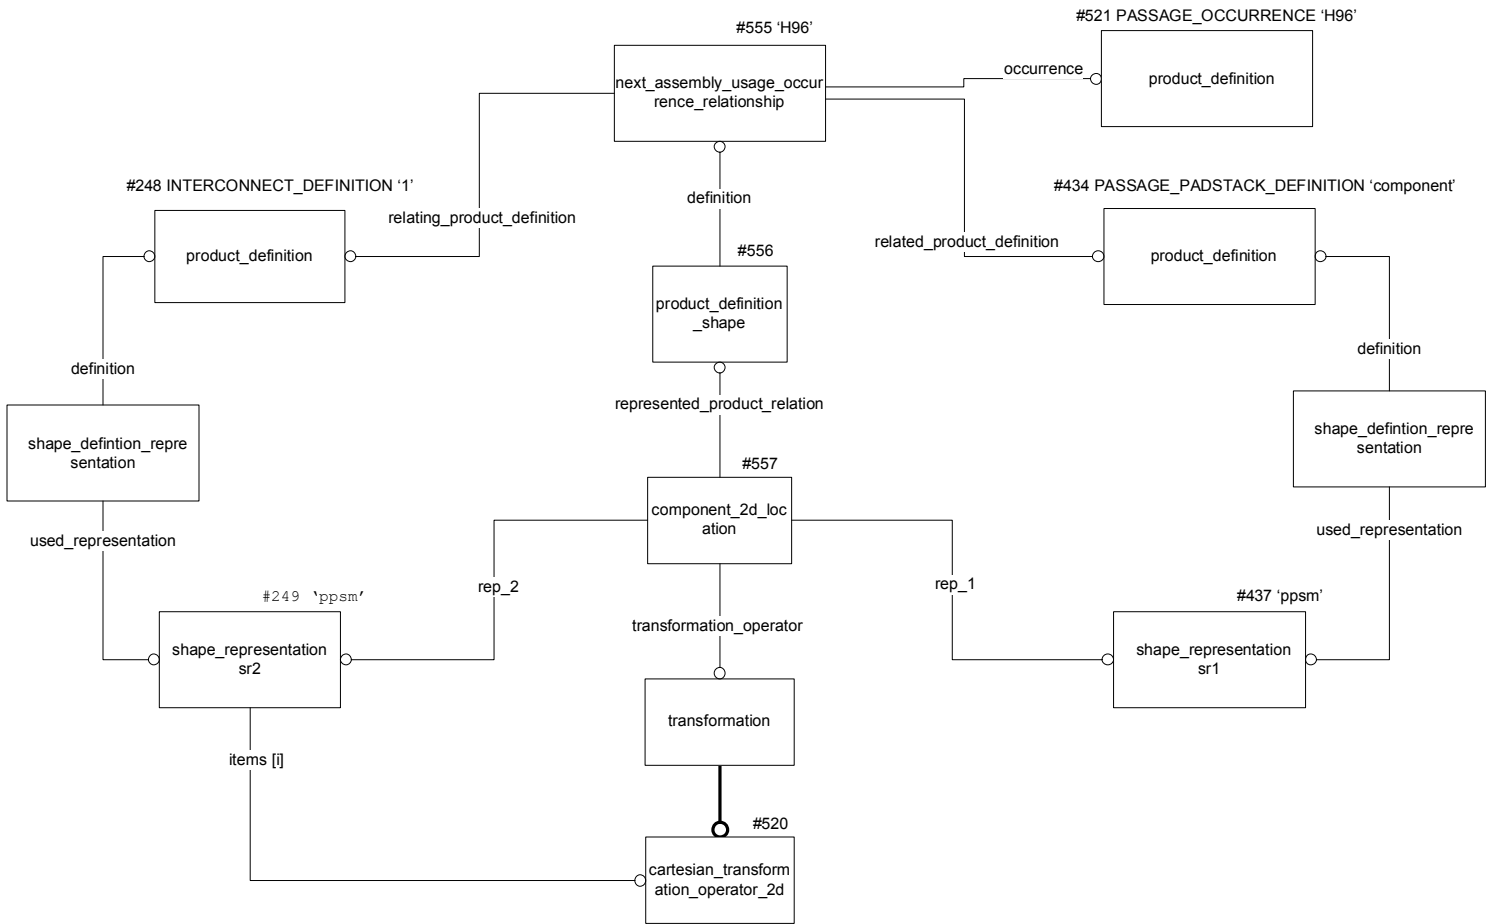 #521 PASSAGE_OCCURRENCE ‘H96’
#555 ‘H96’
occurrence
product_definition
next_assembly_usage_occur
rence_relationship
#248 INTERCONNECT_DEFINITION ‘1’
#434 PASSAGE_PADSTACK_DEFINITION ‘component’
definition
relating_product_definition
related_product_definition
product_definition
#556
product_definition
product_definition
_shape
definition
definition
represented_product_relation
shape_defintion_repre
sentation
shape_defintion_repre
sentation
#557
component_2d_loc
ation
used_representation
used_representation
rep_2
rep_1
#249 ‘ppsm’
#437 ‘ppsm’
transformation_operator
shape_representation
sr2
shape_representation
sr1
transformation
items [i]
#520
cartesian_transform
ation_operator_2d